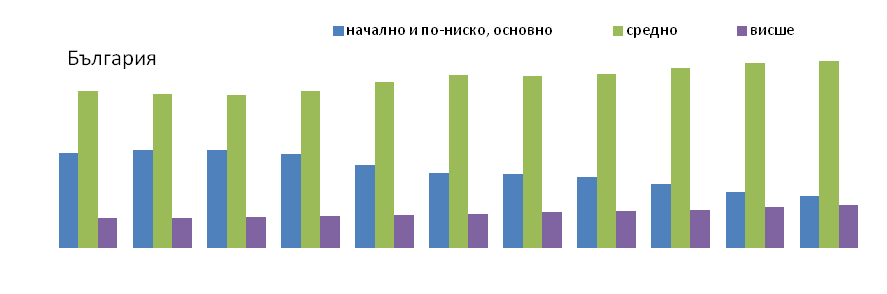 начално и по-ниско, основно средно висше
България